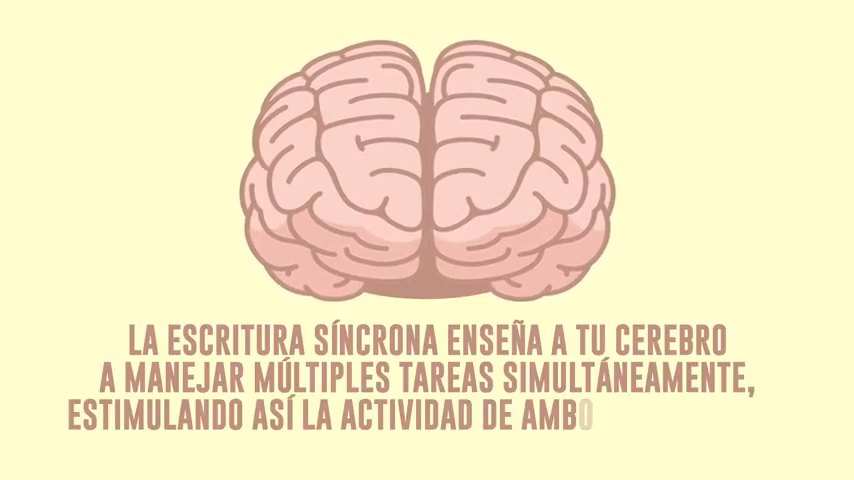 LA ESCRITURA SÍNCRONA ENSEÑA A TU CEREBRO
A MANEJAR MÚLTIPLES TAREAS SIMULTÁNEAMENTE,
ESTIMULANDO ASÍ LA ACTIVIDAD DE AMBO